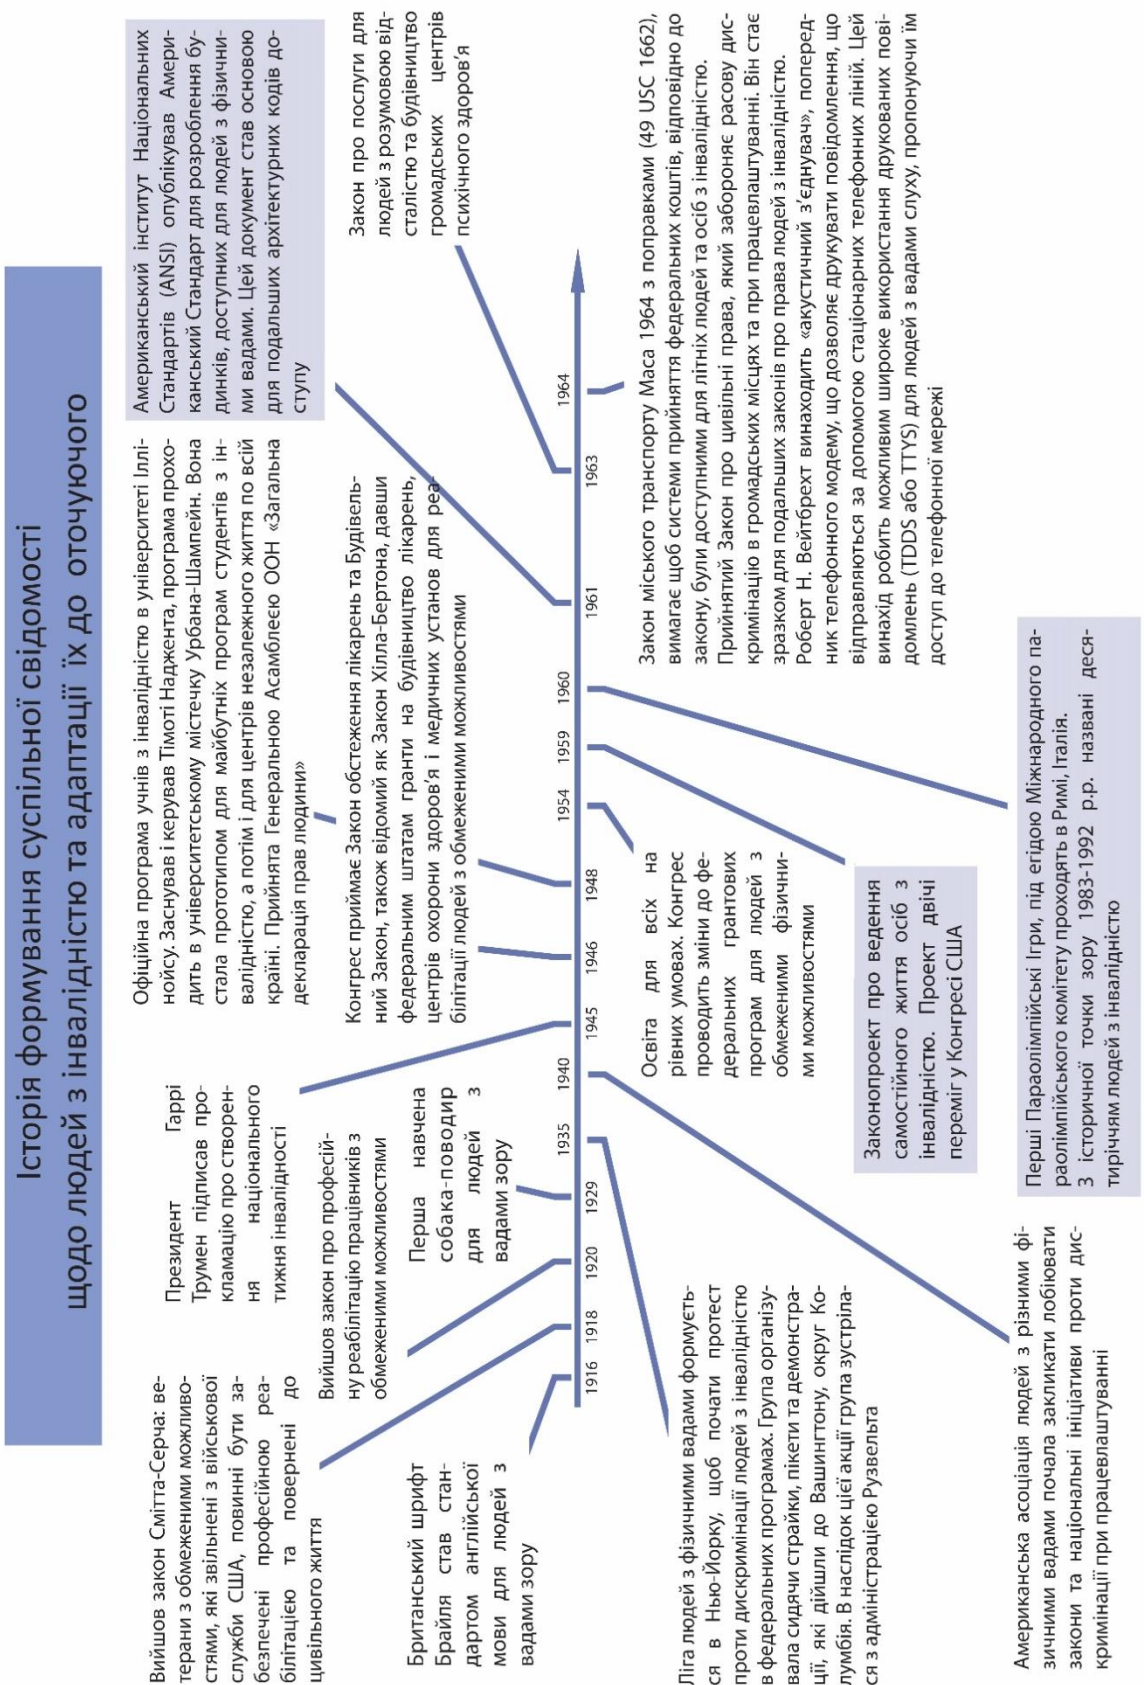 Історія формування суспільної свідомості
щодо людей з інвалідністю та адаптації їх до оточуючого
Вийшов закон Смітта-Серча: ве-
терани з обмеженими можливо-
стями, які звільнені з військової
служби США, повинні бути за-
безпечені професійною реа-
білітацією та повернені до
цивільного життя
Президент Гаррі
Трумен підписав про-
кламацію про створен-
ня національного
тижня інвалідності
Офіційна програма учнів з інвалідністю в університеті Іллі-
нойсу. Заснував і керував Тімоті Наджента, програма прохо-
дить в університетському містечку Урбана-Шампейн. Вона
стала прототипом для майбутніх програм студентів з ін-
валідністю, а потім і для центрів незалежного життя по всій
країні. Прийнята Генеральною Асамблеєю ООН «Загальна
декларація прав людини»
Американський інститут Національних
Стандартів (ANSI) опублікував Амери-
канський Стандарт для розроблення бу-
динків, доступних для людей з фізични-
ми вадами. Цей документ став основою
для подальших архітектурних кодів до-
ступу
Вийшов закон про професій-
ну реабілітацію працівників з
обмеженими можливостями
Конгрес приймає Закон обстеження лікарень та Будівель-
ний Закон, також відомий як Закон Хілла-Бертона, давши
федеральним штатам гранти на будівництво лікарень,
центрів охорони здоров'я і медичних установ для реа-
білітації людей з обмеженими можливостями
Закон про послуги для
людей з розумовою від-
сталістю та будівництво
громадських центрів
психічного здоров'я
Британский шрифт
Брайля став стан-
дартом англійської
мови для людей з
вадами зору
Перша навчена
собака-поводир
для людей з
вадами зору
1916
1918
1920
1929
1935
1940
1945
1946
1948
1954
1959
1960
1961
1963
1964
Ліга людей з фізичними вадами формуєть-
ся в Нью-Йорку, щоб почати протест
проти дискримінації людей з інвалідністю
в федеральних програмах. Група організу-
вала сидячи страйки, пікети та демонстра-
ції, які дійшли до Вашингтону, округ Ко-
лумбія. В наслідок цієї акції група зустріла-
ся з адміністрацією Рузвельта
Освіта для всіх на
рівних умовах. Конгрес
проводить зміни до фе-
деральних грантових
програм для людей з
обмеженими фізични-
ми можливостями
Закон міського транспорту Маса 1964 з поправками (49 USC 1662),
вимагає щоб системи прийняття федеральних коштів, відповідно до
закону, були доступними для літніх людей та осіб з інвалідністю.
Прийнятий Закон про цивільні права, який забороняє расову дис-
кримінацію в громадських місцях та при працевлаштуванні. Він стає
зразком для подальших законів про права людей з інвалідністю.
Роберт Н. Вейтбрехт винаходить «акустичний з'єднувач», поперед-
ник телефонного модему, що дозволяє друкувати повідомлення, що
відправляються за допомогою стаціонарних телефонних ліній. Цей
винахід робить можливим широке використання друкованих пові-
домлень (TDDS або TTYS) для людей з вадами слуху, пропонуючи їм
доступ до телефонної мережі
Законопроект про ведення
самостійного життя осіб з
інвалідністю. Проект двічі
переміг у Конгресі США
Американська асоціація людей з різними фі-
зичними вадами почала закликати лобіювати
закони та національні ініціативи проти дис-
кримінації при працевлаштуванні
Перші Параолімпійські Ігри, під егідою Міжнародного па-
раолімпійського комітету проходять в Римі, Італія.
З історичної точки зору 1983-1992 р.р. названі деся-
тиріччям людей з інвалідністю